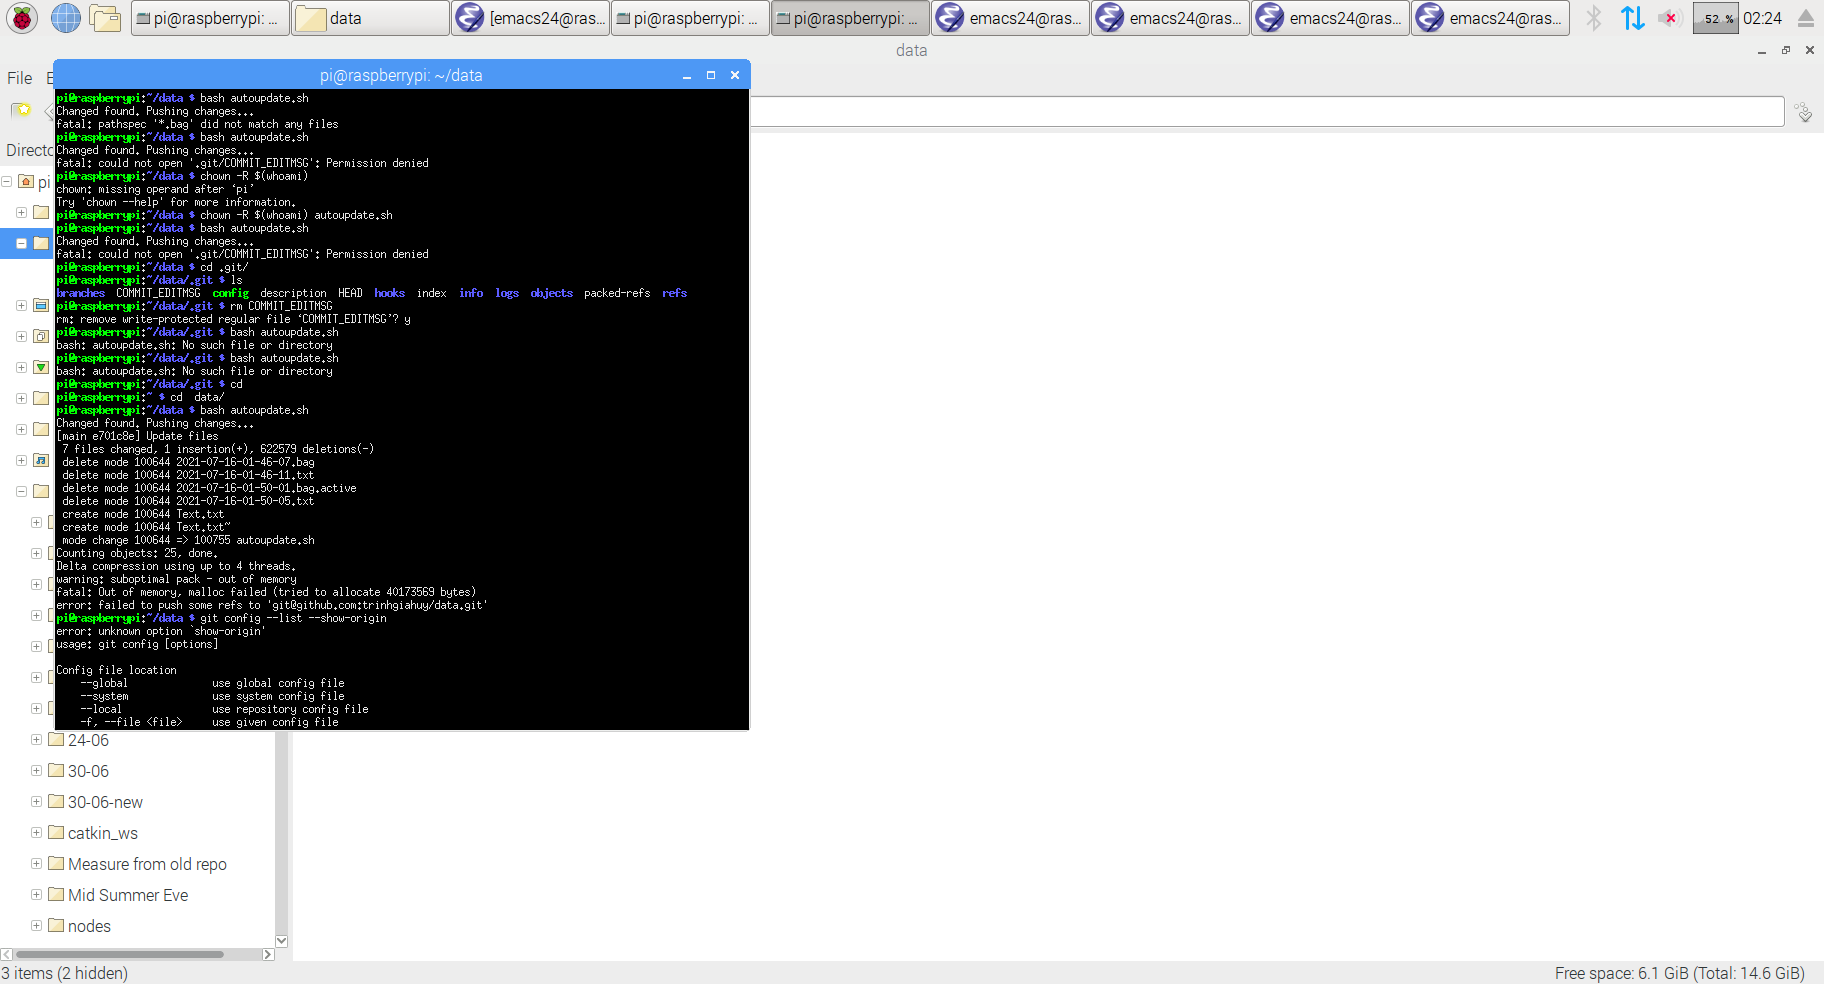 pi@raspberrypi: ...
data
[emacs24@ras...
pi@raspberrypi: ...
pi@raspberrypi: ...
emacs24@ras...
emacs24@ras...
emacs24@ras...
emacs24@ras...
52 %
02:24
data
File
pi@raspberrypi: ~/data
pi@raspberrypi:~/data $ bash autoupdate.sh
Changed found. Pushing changes...
fatal: pathspec '*.bag' did not match any files
pi@raspberrypi:~/data $ bash autoupdate.sh
Changed found. Pushing changes...
fatal: could not open '.git/COMMIT_EDITMSG': Permission denied
pi@raspberrypi:~/data $ chown -R $(whoami)
chown: missing operand after ‘pi’
Try 'chown --help' for more information.
pi@raspberrypi:~/data $ chown -R $(whoami) autoupdate.sh
pi@raspberrypi:~/data $ bash autoupdate.sh
Changed found. Pushing changes...
fatal: could not open '.git/COMMIT_EDITMSG': Permission denied
pi@raspberrypi:~/data $ cd .git/
pi@raspberrypi:~/data/.git $ ls
branches  COMMIT_EDITMSG  config  description  HEAD  hooks  index  info  logs  objects  packed-refs  refs
pi@raspberrypi:~/data/.git $ rm COMMIT_EDITMSG
rm: remove write-protected regular file ‘COMMIT_EDITMSG’? y
pi@raspberrypi:~/data/.git $ bash autoupdate.sh
bash: autoupdate.sh: No such file or directory
pi@raspberrypi:~/data/.git $ bash autoupdate.sh
bash: autoupdate.sh: No such file or directory
pi@raspberrypi:~/data/.git $ cd
pi@raspberrypi:~ $ cd  data/
pi@raspberrypi:~/data $ bash autoupdate.sh
Changed found. Pushing changes...
[main e701c8e] Update files
 7 files changed, 1 insertion(+), 622579 deletions(-)
 delete mode 100644 2021-07-16-01-46-07.bag
 delete mode 100644 2021-07-16-01-46-11.txt
 delete mode 100644 2021-07-16-01-50-01.bag.active
 delete mode 100644 2021-07-16-01-50-05.txt
 create mode 100644 Text.txt
 create mode 100644 Text.txt~
 mode change 100644 => 100755 autoupdate.sh
Counting objects: 25, done.
Delta compression using up to 4 threads.
warning: suboptimal pack - out of memory
fatal: Out of memory, malloc failed (tried to allocate 40173569 bytes)
error: failed to push some refs to 'git@github.com:trinhgiahuy/data.git'
pi@raspberrypi:~/data $ git config --list --show-origin
error: unknown option `show-origin'
usage: git config [options]
Config file location
    --global              use global config file
    --system              use system config file
    --local               use repository config file
    -f, --file <file>     use given config file
Directo
pi
24-06
30-06
30-06-new
catkin_ws
Measure from old repo
Mid Summer Eve
nodes
3 items (2 hidden)
Free space: 6.1 GiB (Total: 14.6 GiB)